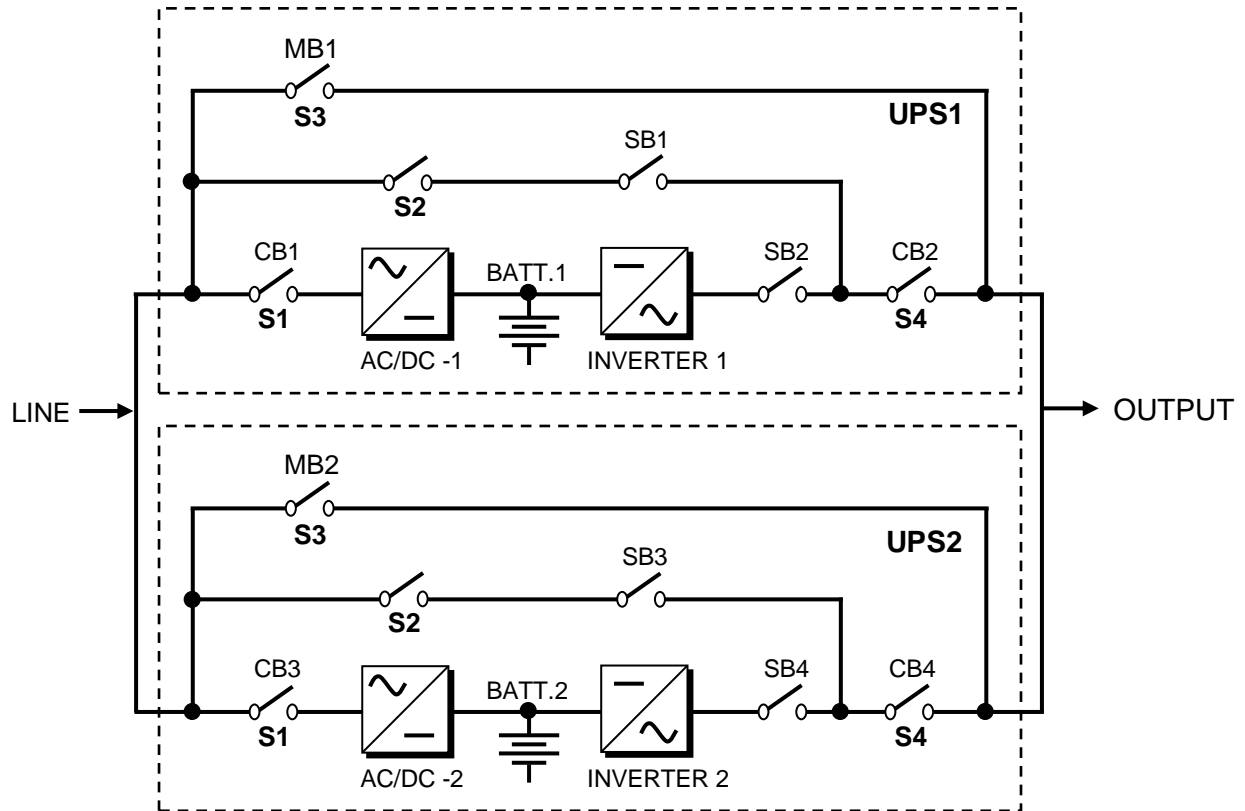 MB1
S3
UPS1
SB1
S2
CB1
S1
AC/DC -1
BATT.1
INVERTER 1
SB2
CB2
S4
LINE
OUTPUT
MB2
S3
UPS2
SB3
S2
CB3
S1
AC/DC -2
BATT.2
INVERTER 2
SB4
CB4
S4